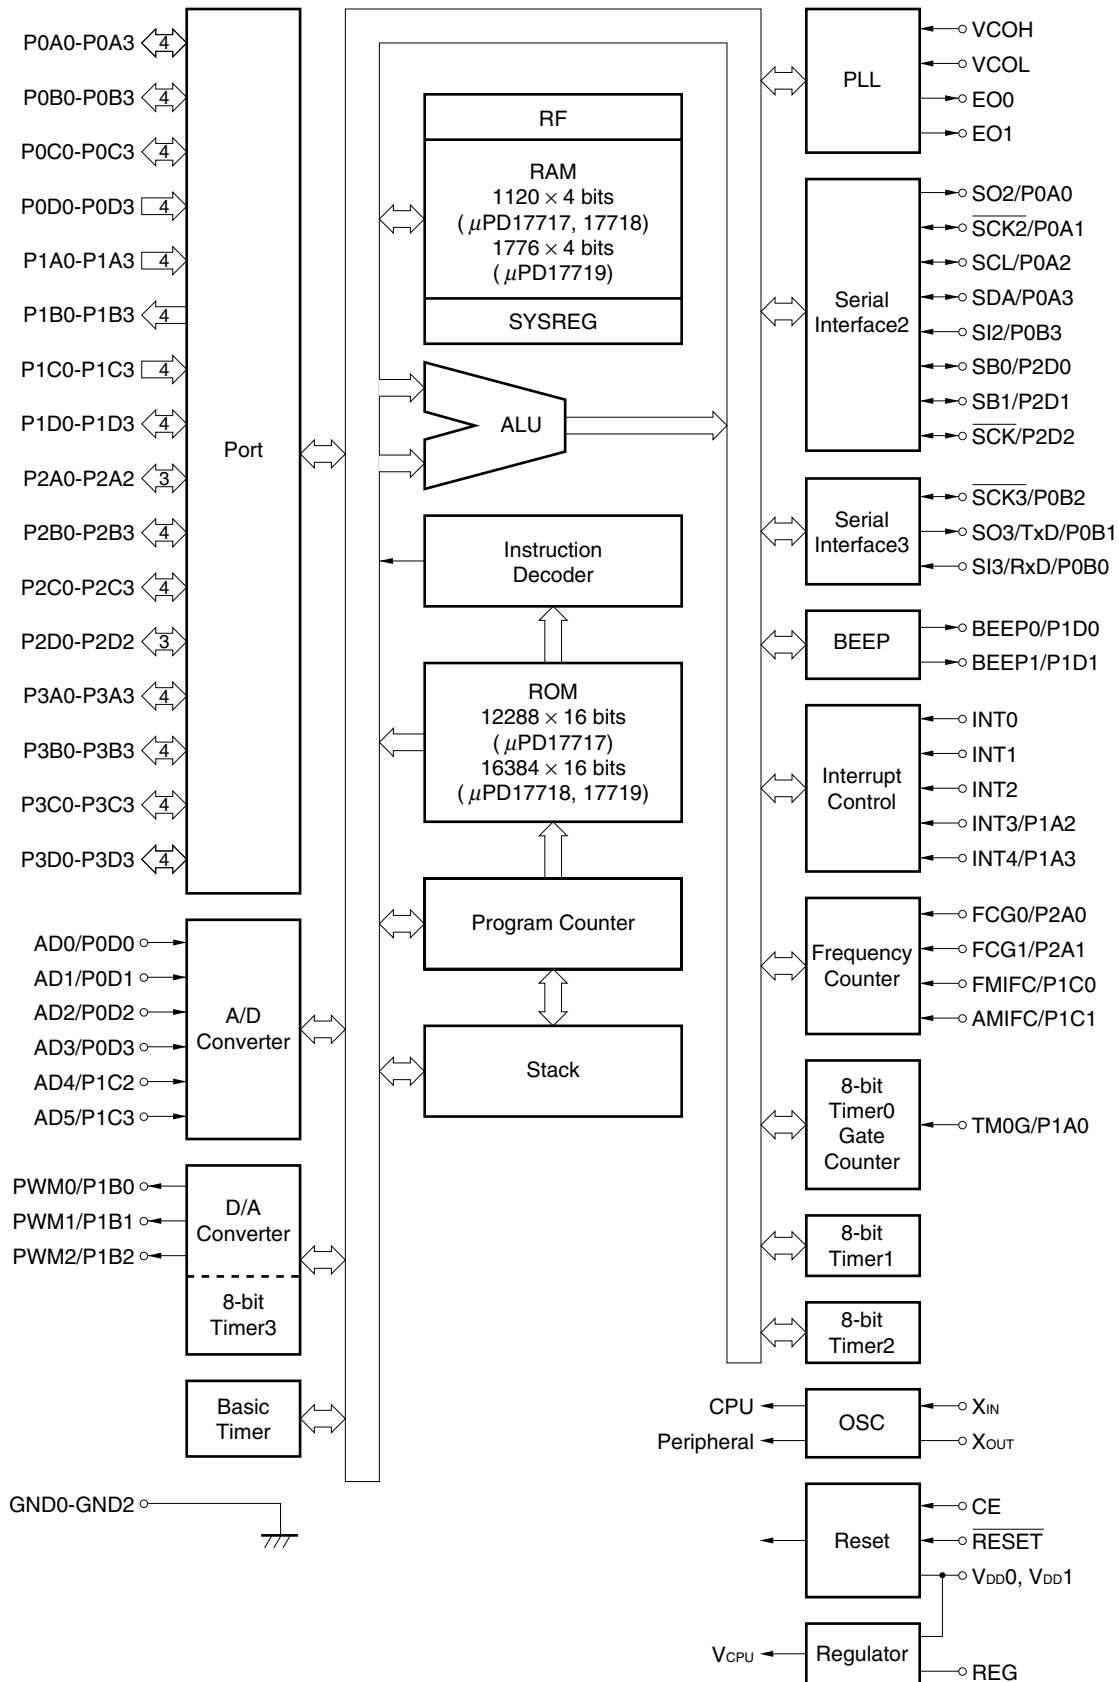 P0A0-P0A3
4
P0B0-P0B3
4
P0C0-P0C3
4
P0D0-P0D3
4
P1A0-P1A3
4
P1B0-P1B3
4
P1C0-P1C3
4
P1D0-P1D3
4
P2A0-P2A2
3
P2B0-P2B3
4
P2C0-P2C3
4
P2D0-P2D2
3
P3A0-P3A3
4
P3B0-P3B3
4
P3C0-P3C3
4
P3D0-P3D3
4
Port
AD0/P0D0
AD1/P0D1
AD2/P0D2
AD3/P0D3
AD4/P1C2
AD5/P1C3
A/D
Converter
PWM0/P1B0
PWM1/P1B1
PWM2/P1B2
D/A
Converter
8-bit
Timer3
Basic
Timer
GND0-GND2
RF
RAM
1120 × 4 bits
(μPD17717, 17718)
1776 × 4 bits
(μPD17719)
SYSREG
ALU
Instruction
Decoder
ROM
12288 × 16 bits
(μPD17717)
16384 × 16 bits
(μPD17718, 17719)
Program Counter
Stack
PLL
VCOH
VCOL
EO0
EO1
Serial
Interface2
SO2/P0A0
S̅C̅K̅2̅/P0A1
SCL/P0A2
SDA/P0A3
SI2/P0B3
SB0/P2D0
SB1/P2D1
S̅C̅K̅/P2D2
Serial
Interface3
S̅C̅K̅3̅/P0B2
SO3/TxD/P0B1
SI3/RxD/P0B0
BEEP
BEEP0/P1D0
BEEP1/P1D1
Interrupt
Control
INT0
INT1
INT2
INT3/P1A2
INT4/P1A3
Frequency
Counter
FCG0/P2A0
FCG1/P2A1
FMIFC/P1C0
AMIFC/P1C1
8-bit
Timer0
Gate
Counter
TM0G/P1A0
8-bit
Timer1
8-bit
Timer2
CPU
Peripheral
OSC
XIN
XOUT
Reset
CE
R̅E̅S̅E̅T̅
VDD0, VDD1
VCPU
Regulator
REG